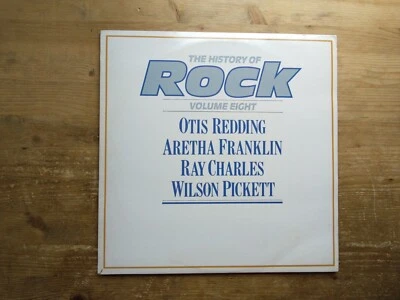 THE HISTORY OF
Rock
VOLUME EIGHT
OTIS REDDING
ARETHA FRANKLIN
RAY CHARLES
WILSON PICKETT